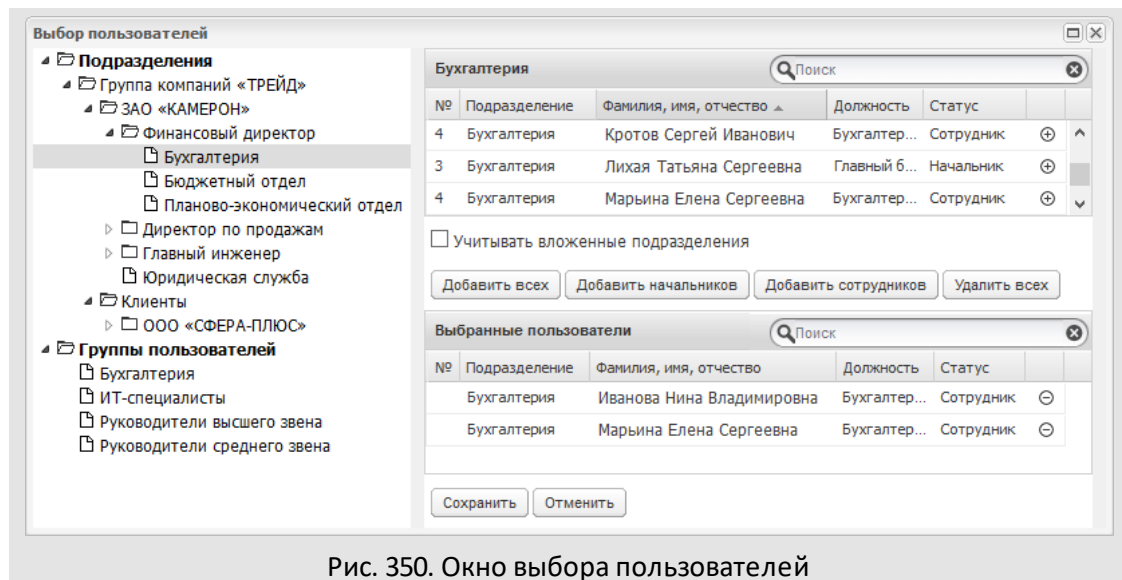 Выбор пользователей
Подразделения
Группа компаний «ТРЕЙД»
ЗАО «КАМЕРОН»
Финансовый директор
Бухгалтерия
Бюджетный отдел
Планово-экономический отдел
Директор по продажам
Главный инженер
Юридическая служба
Клиенты
ООО «СФЕРА-ПЛЮС»
Группы пользователей
Бухгалтерия
ИТ-специалисты
Руководители высшего звена
Руководители среднего звена
Бухгалтерия Поиск
№ Подразделение Фамилия, имя, отчество Должность Статус
4 Бухгалтерия Кротов Сергей Иванович Бухгалтер... Сотрудник
3 Бухгалтерия Лихая Татьяна Сергеевна Главный б... Начальник
4 Бухгалтерия Марьина Елена Сергеевна Бухгалтер... Сотрудник
Учитывать вложенные подразделения
Добавить всех Добавить начальников Добавить сотрудников Удалить всех
Выбранные пользователи Поиск
№ Подразделение Фамилия, имя, отчество Должность Статус
Бухгалтерия Иванова Нина Владимировна Бухгалтер... Сотрудник
Бухгалтерия Марьина Елена Сергеевна Бухгалтер... Сотрудник
Сохранить Отменить
Рис. 350. Окно выбора пользователей